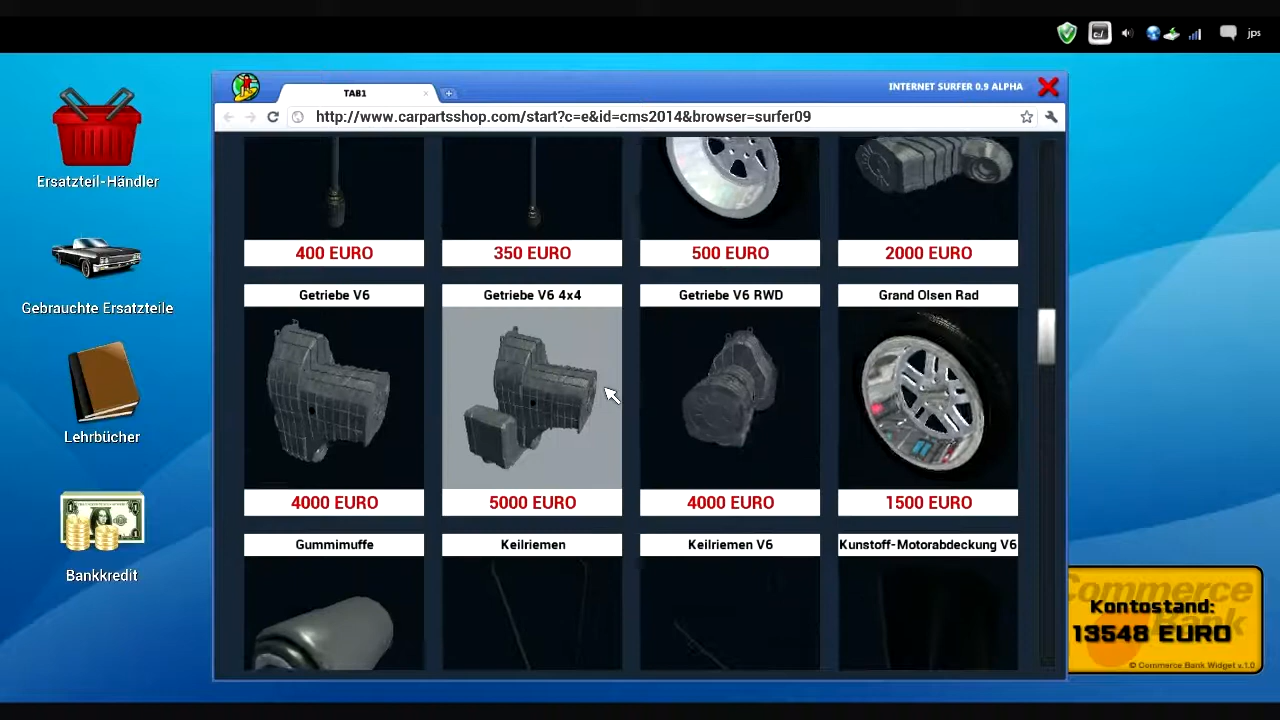 jps
TAB1
INTERNET SURFER 0.9 ALPHA
http://www.carpartsshop.com/start?c=e&id=cms2014&browser=surfer09
Ersatzteil-Händler
Gebrauchte Ersatzteile
Lehrbücher
Bankkredit
400 EURO
350 EURO
500 EURO
2000 EURO
Getriebe V6
Getriebe V6 4x4
Getriebe V6 RWD
Grand Olsen Rad
4000 EURO
5000 EURO
4000 EURO
1500 EURO
Gummimuffe
Keilriemen
Keilriemen V6
Kunstoff-Motorabdeckung V6
Commerce
Bank
Kontostand:
13548 EURO
© Commerce Bank Widget v.1.0